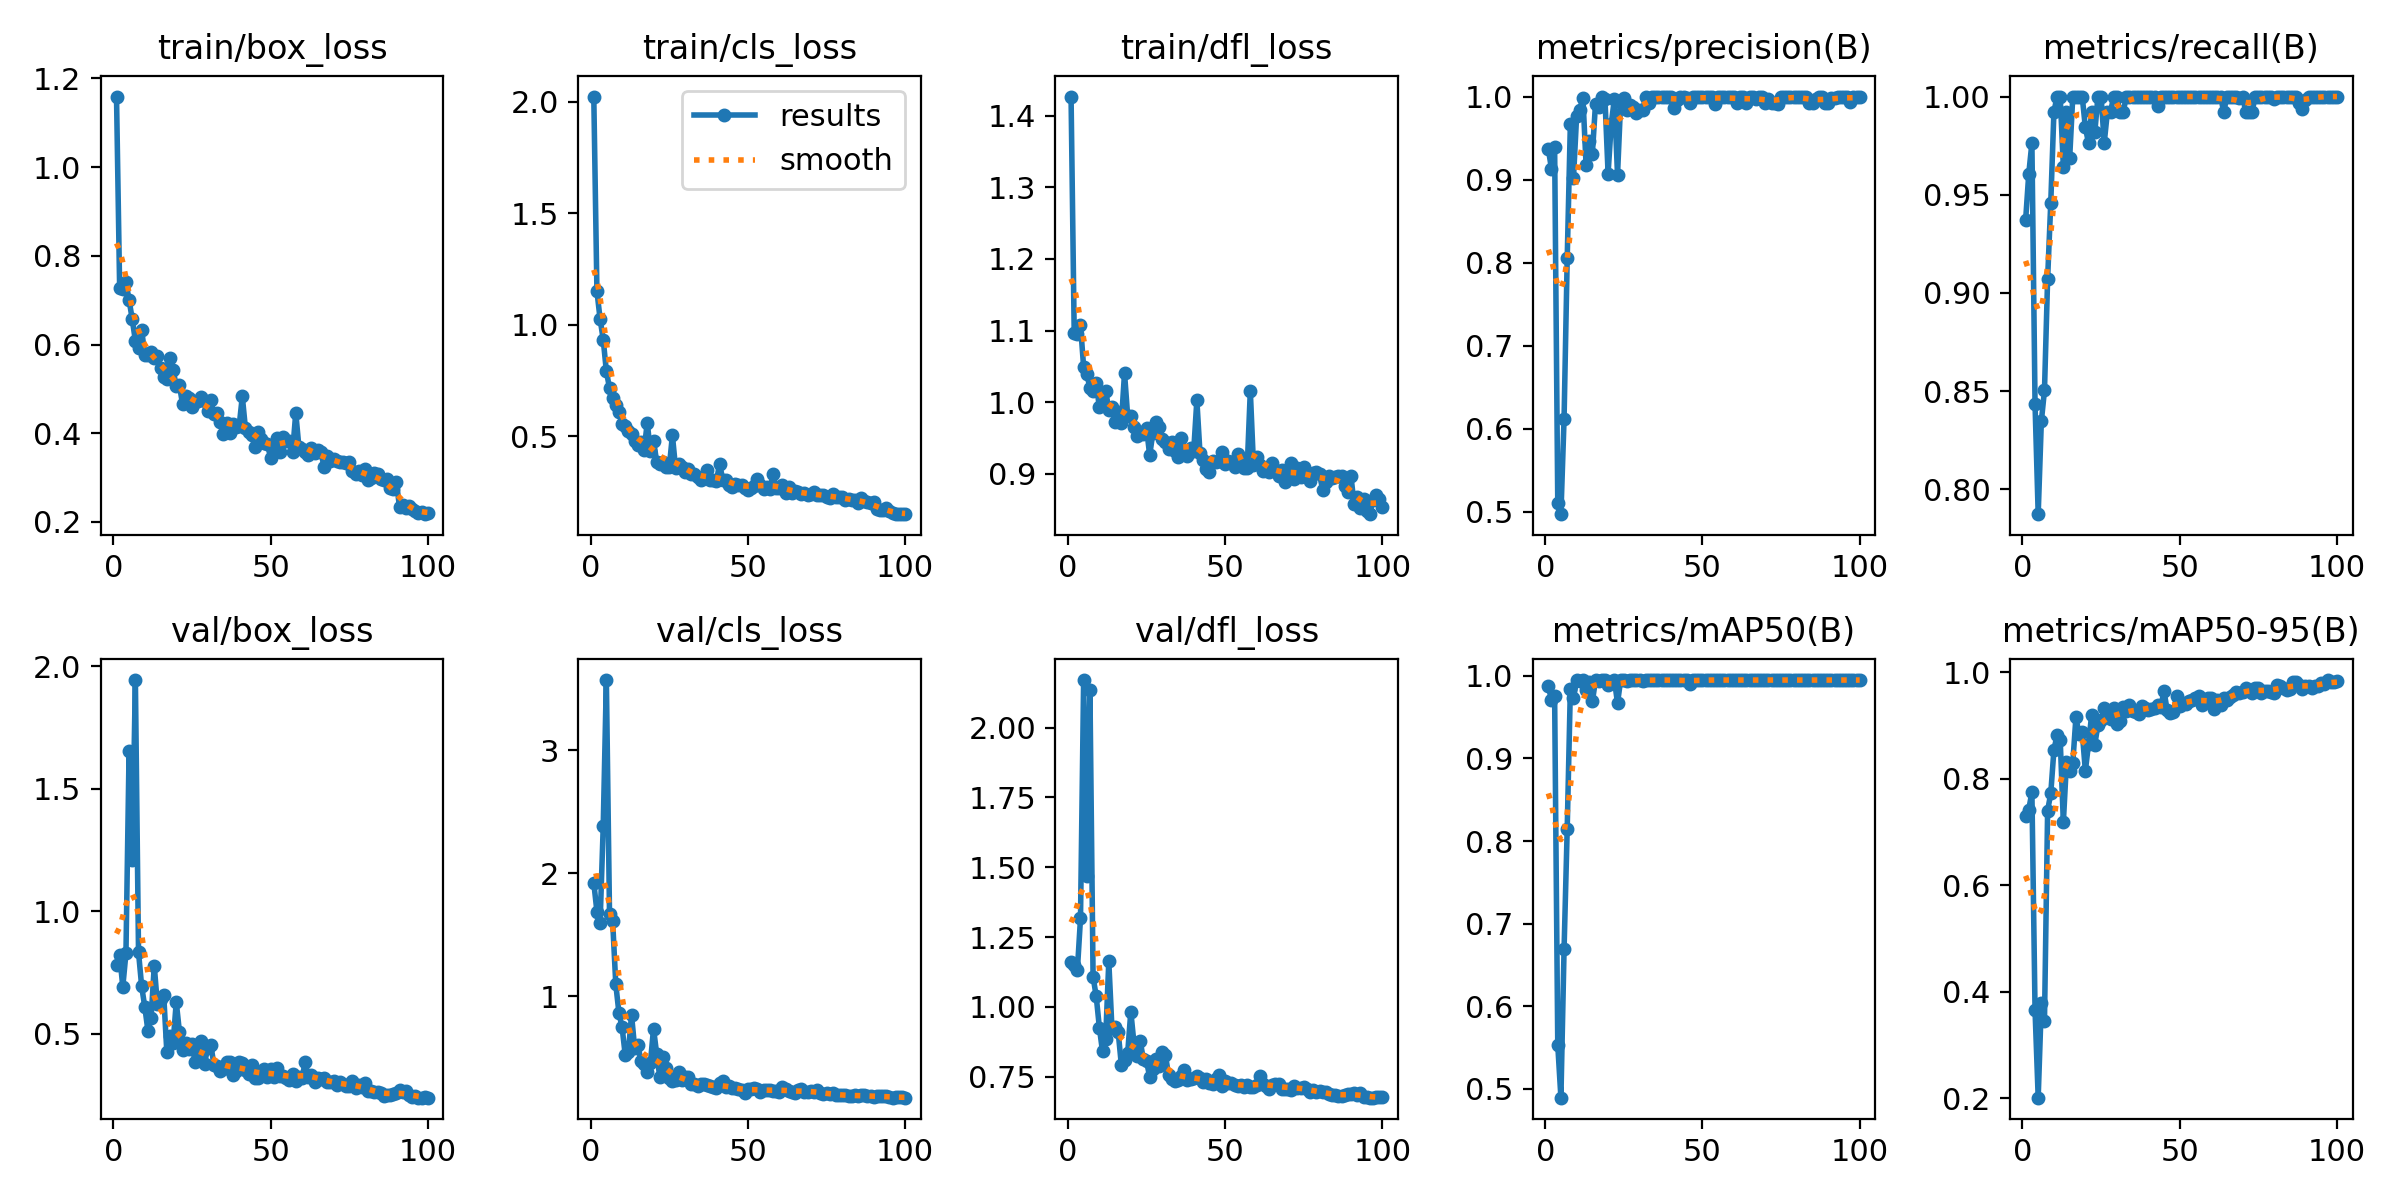 train/box_loss
1.2
1.0
0.8
0.6
0.4
0.2
0 50 100
train/cls_loss
results
smooth
2.0
1.5
1.0
0.5
0 50 100
train/dfl_loss
1.4
1.3
1.2
1.1
1.0
0.9
0 50 100
metrics/precision(B)
1.0
0.9
0.8
0.7
0.6
0.5
0 50 100
metrics/recall(B)
1.00
0.95
0.90
0.85
0.80
0 50 100
val/box_loss
2.0
1.5
1.0
0.5
0 50 100
val/cls_loss
3
2
1
0 50 100
val/dfl_loss
2.00
1.75
1.50
1.25
1.00
0.75
0 50 100
metrics/mAP50(B)
1.0
0.9
0.8
0.7
0.6
0.5
0 50 100
metrics/mAP50-95(B)
1.0
0.8
0.6
0.4
0.2
0 50 100